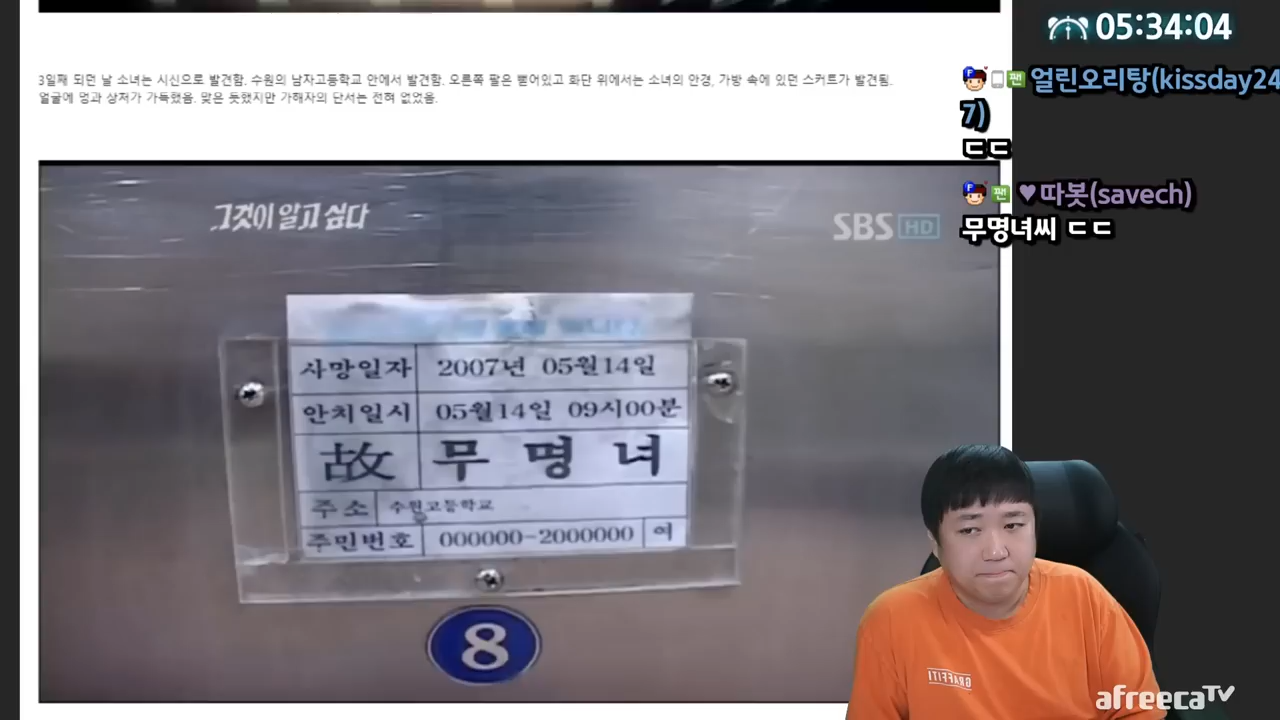 05:34:04
3일째 되던 날 소녀는 시신으로 발견함. 수원의 남자고등학교 안에서 발견함. 오른쪽 팔은 뻗어있고 화단 위에서는 소녀의 안경, 가방 속에 있던 스커트가 발견됨.
얼굴에 멍과 상처가 가득했음. 맞은 듯했지만 가해자의 단서는 전혀 없었음.
F 팬 얼린오리탕(kissday24
7)
ㄷㄷ
F 팬 ♥따봇(savech)
무명녀씨 ㄷㄷ
그것이 알고 싶다
SBS HD
사망일자 2007년 05월14일
안치일시 05월14일 09시00분
故 무 명 녀
주소 수원고등학교
주민번호 000000-2000000 여
8
GRAFFITI
afreecaTV